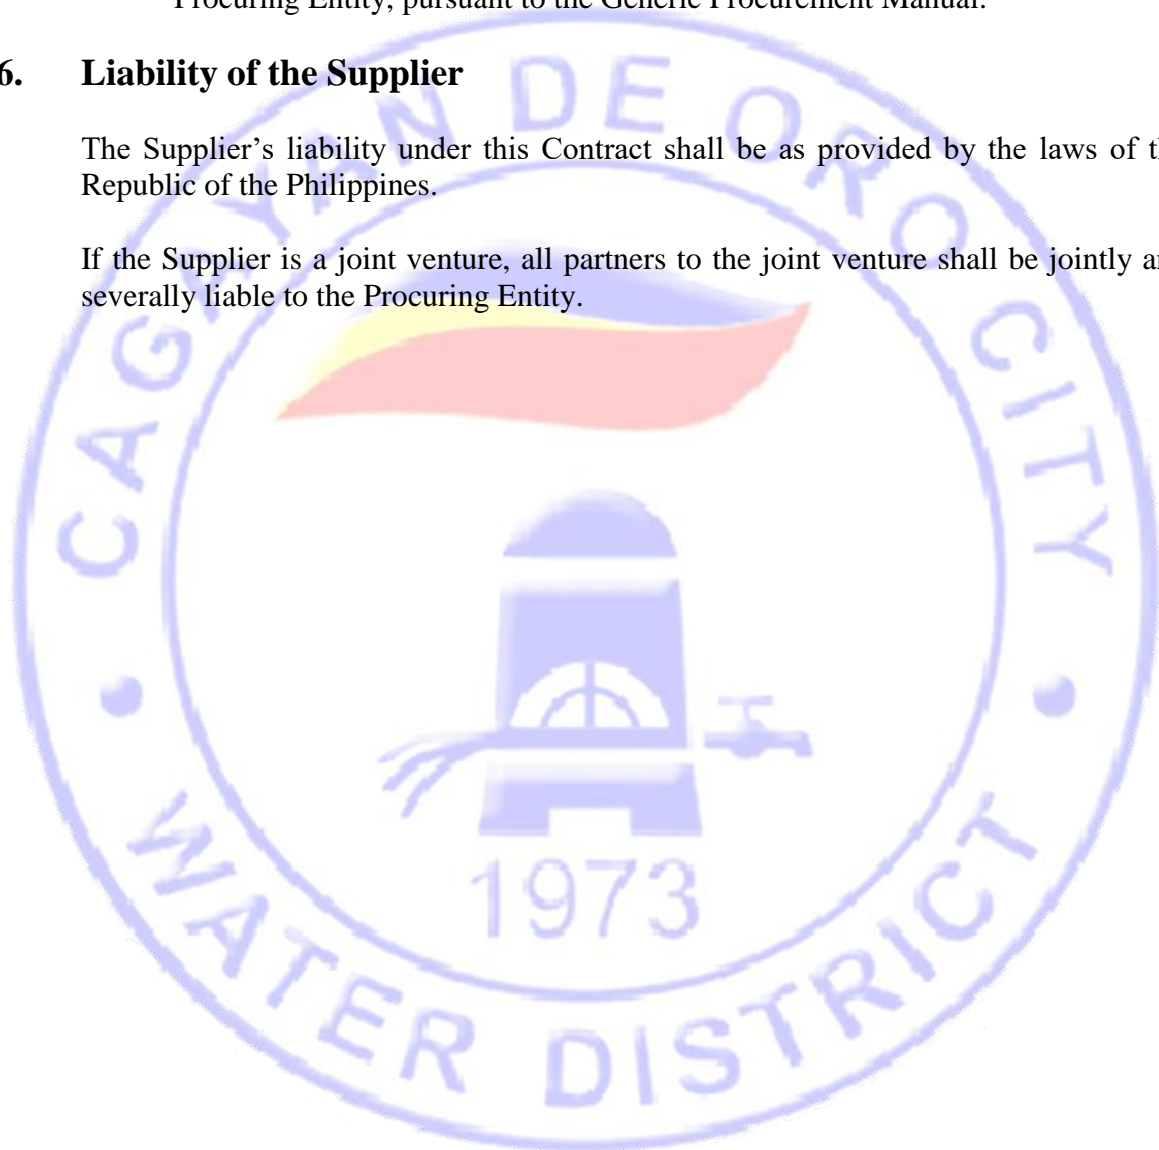 Procuring Entity, pursuant to the Generic Procurement Manual.
6. Liability of the Supplier
The Supplier’s liability under this Contract shall be as provided by the laws of th
Republic of the Philippines.
If the Supplier is a joint venture, all partners to the joint venture shall be jointly an
severally liable to the Procuring Entity.
CAGAYAN DE ORO CITY
1973
WATER DISTRICT